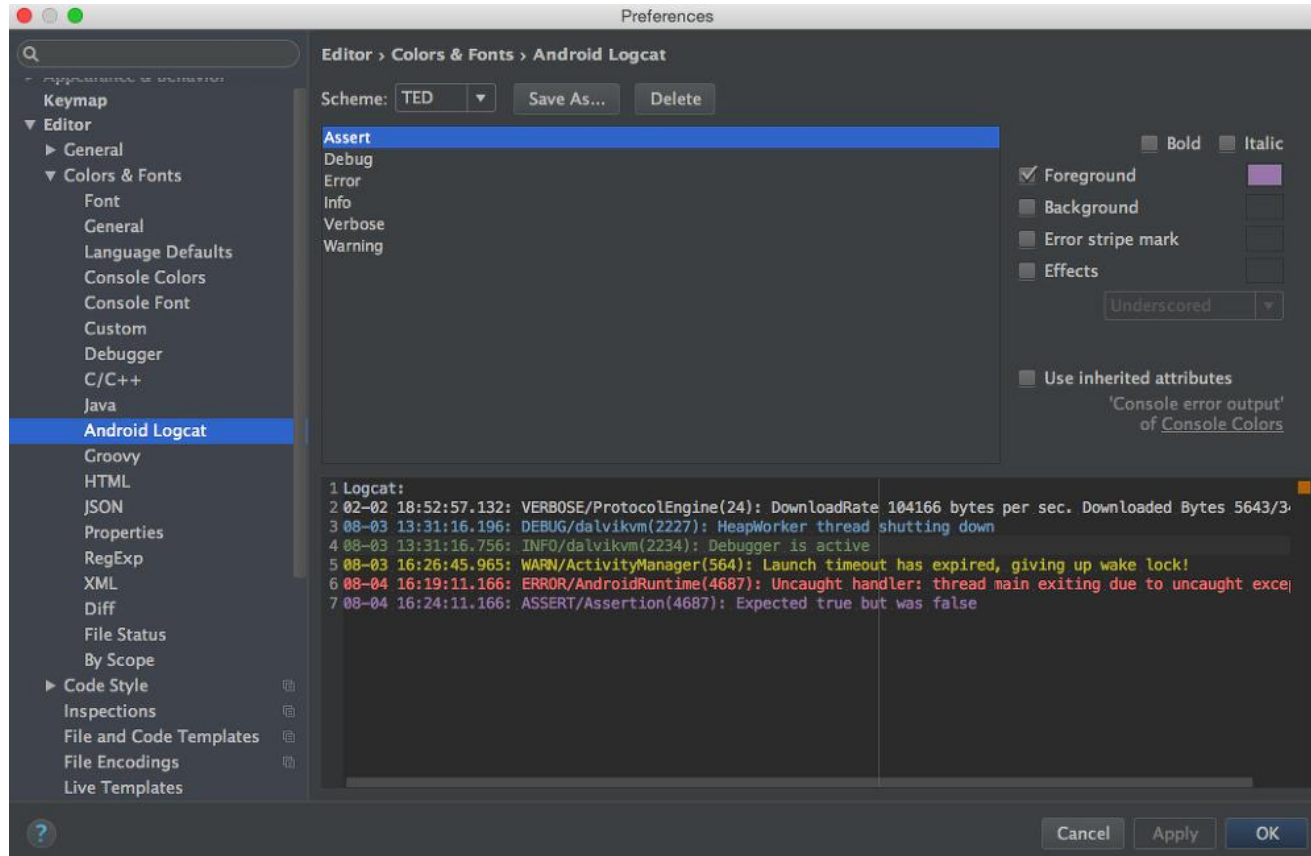 Preferences
Appearance & Behavior
Keymap
Editor
General
Colors & Fonts
Font
General
Language Defaults
Console Colors
Console Font
Custom
Debugger
C/C++
Java
Android Logcat
Groovy
HTML
JSON
Properties
RegExp
XML
Diff
File Status
By Scope
Code Style
Inspections
File and Code Templates
File Encodings
Live Templates
Editor › Colors & Fonts › Android Logcat
Scheme: TED Save As... Delete
Assert
Debug
Error
Info
Verbose
Warning
Bold Italic
Foreground
Background
Error stripe mark
Effects
Underscored
Use inherited attributes
'Console error output'
of Console Colors
1 Logcat:
2 02-02 18:52:57.132: VERBOSE/ProtocolEngine(24): DownloadRate 104166 bytes per sec. Downloaded Bytes 5643/34
3 08-03 13:31:16.196: DEBUG/dalvikvm(2227): HeapWorker thread shutting down
4 08-03 13:31:16.756: INFO/dalvikvm(2234): Debugger is active
5 08-03 16:26:45.965: WARN/ActivityManager(564): Launch timeout has expired, giving up wake lock!
6 08-04 16:19:11.166: ERROR/AndroidRuntime(4687): Uncaught handler: thread main exiting due to uncaught excep
7 08-04 16:24:11.166: ASSERT/Assertion(4687): Expected true but was false
? Cancel Apply OK